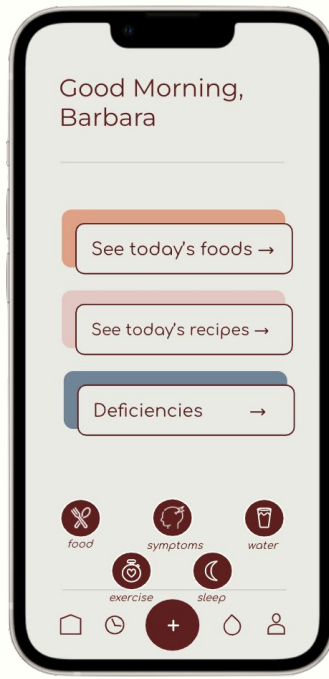 Good Morning,
Barbara
See today's foods →
See today's recipes →
Deficiencies →
food
symptoms
water
exercise
sleep
+